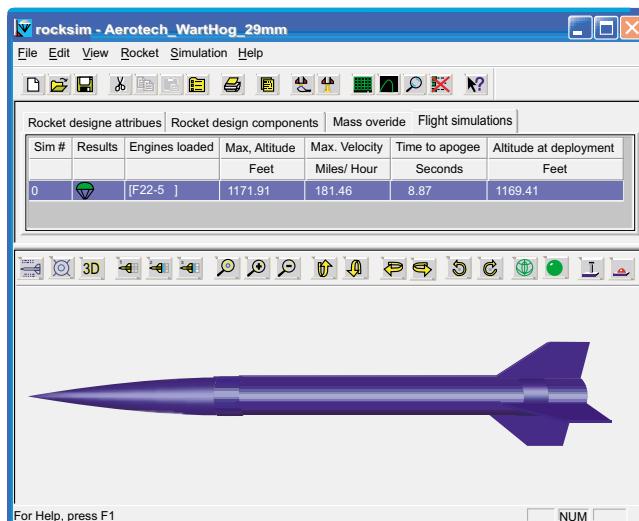 rocksim - Aerotech_WartHog_29mm
File Edit View Rocket Simulation Help
Rocket designe attribues Rocket design components Mass overide Flight simulations
Sim # Results Engines loaded Max, Altitude Max. Velocity Time to apogee Altitude at deployment
Feet Miles/ Hour Seconds Feet
0 [F22-5 ] 1171.91 181.46 8.87 1169.41
3D
For Help, press F1 NUM